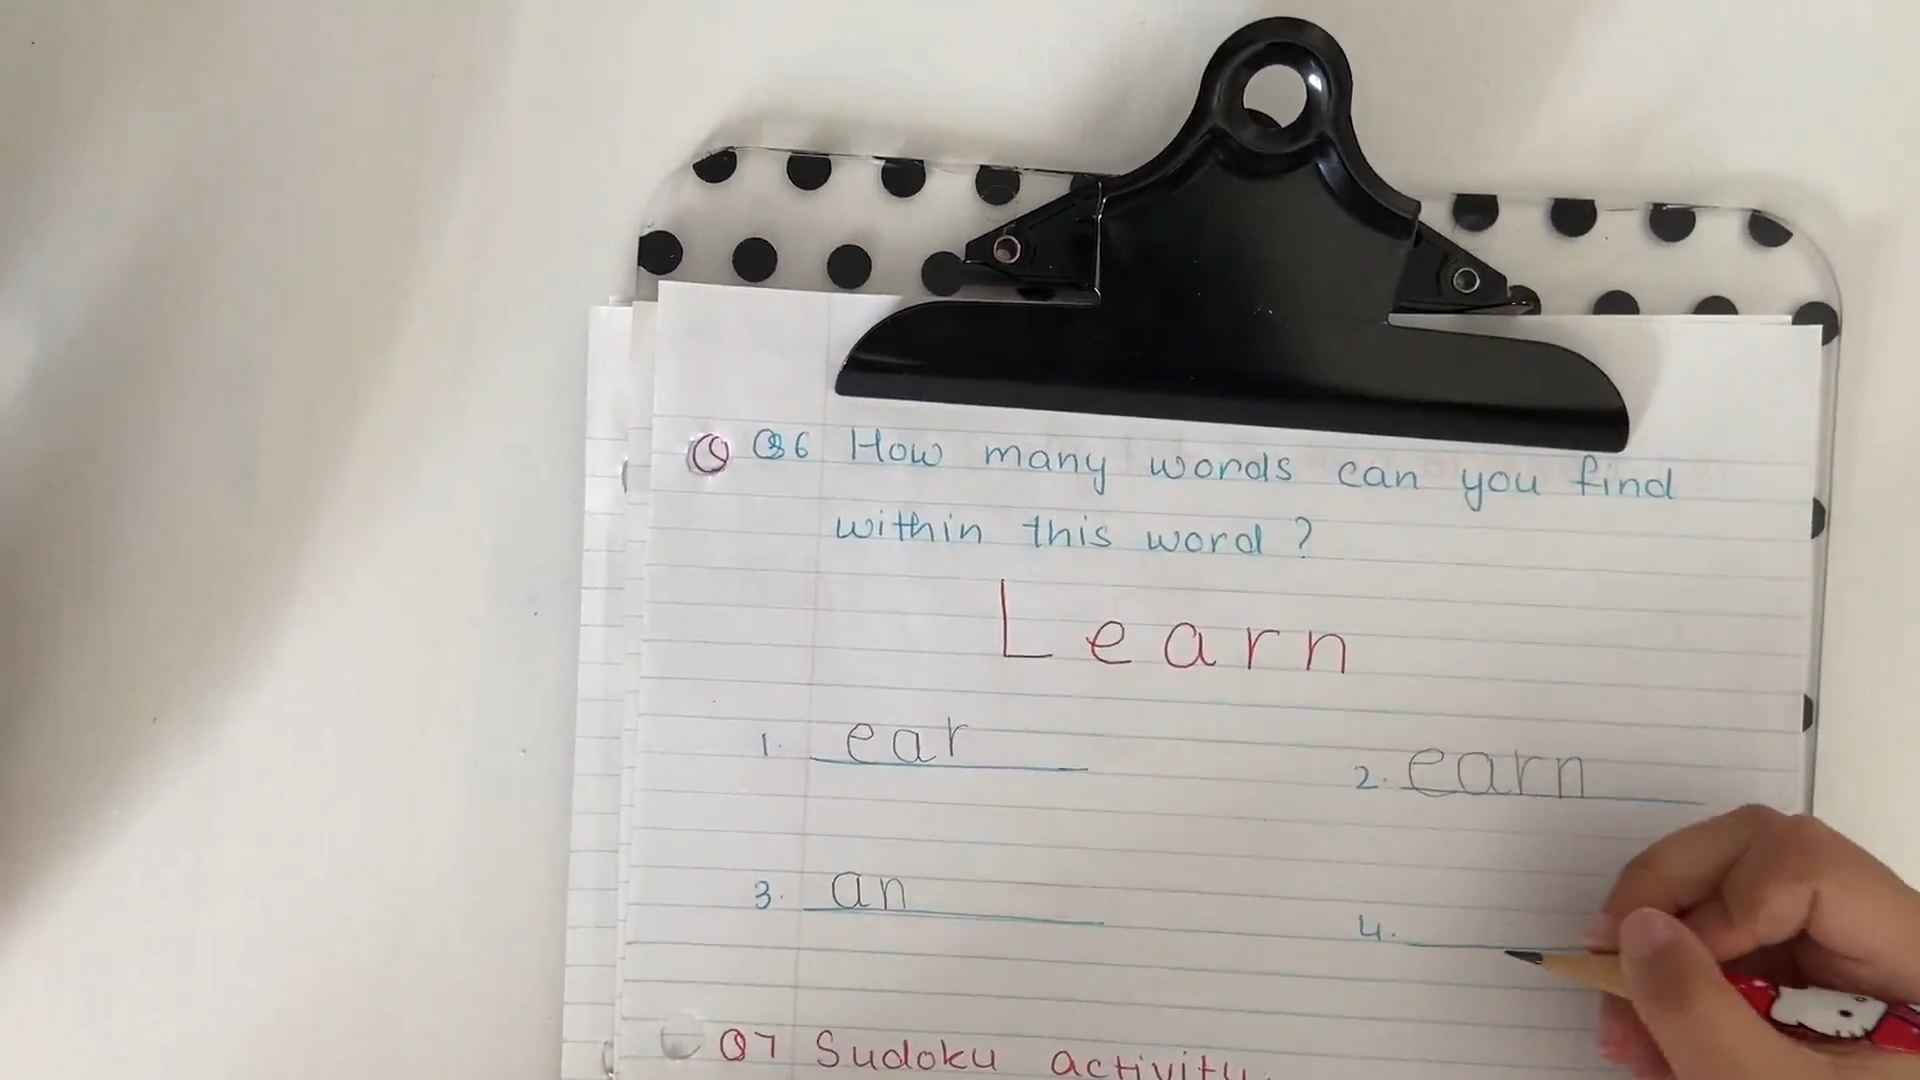 Q6 How many words can you find
within this word ?
Learn
1. ear
2. earn
3. an
4.
Q7 Sudoku activity.